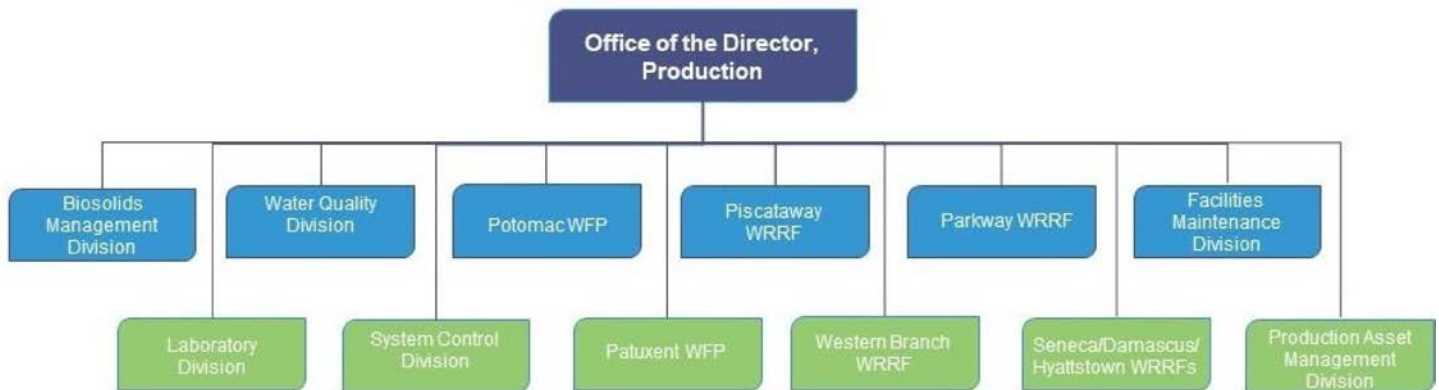 Office of the Director,
Production
Biosolids
Management
Division
Water Quality
Division
Potomac WFP
Piscataway
WRRF
Parkway WRRF
Facilities
Maintenance
Division
Laboratory
Division
System Control
Division
Patuxent WFP
Western Branch
WRRF
Seneca/Damascus/
Hyattstown WRRFs
Production Asset
Management
Division